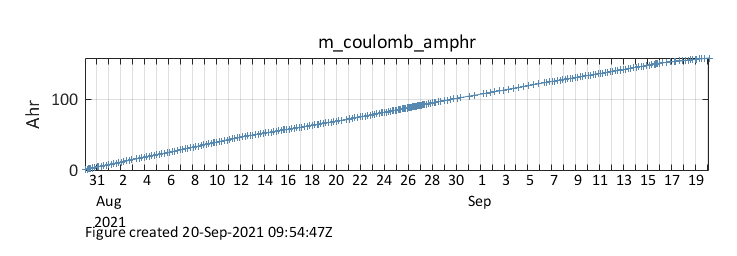 m_coulomb_amphr
Ahr
100
0
31 2 4 6 8 10 12 14 16 18 20 22 24 26 28 30 1 3 5 7 9 11 13 15 17 19
Aug Sep
2021
Figure created 20-Sep-2021 09:54:47Z